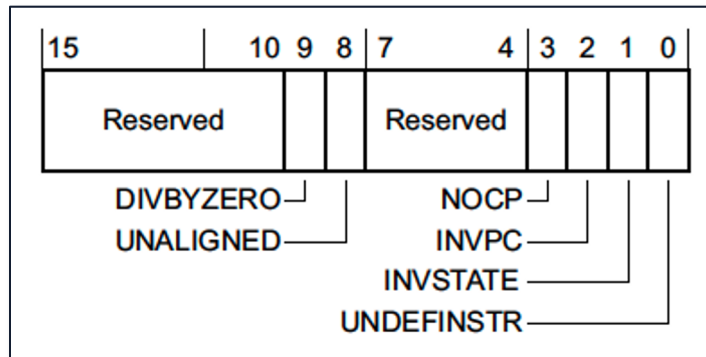 15 10 9 8 7 4 3 2 1 0
Reserved Reserved
DIVBYZERO NOCP
UNALIGNED INVPC
INVSTATE
UNDEFINSTR